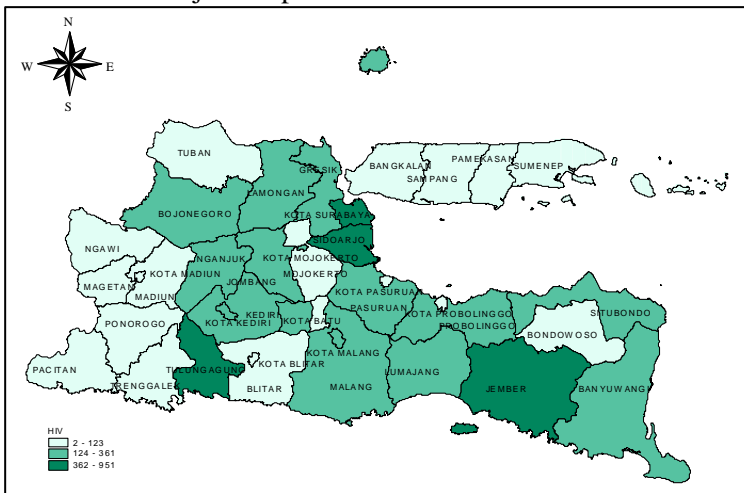 N
W E
S
TUBAN
BANGKALAN
SAMPANG
PAMEKASAN
SUMENEP
GRESIK
LAMONGAN
BOJONEGORO
KOTA SURABAYA
SIDOARJO
NGAWI
NGANJUK
KOTA MOJOKERTO
MOJOKERTO
KOTA MADIUN
MAGETAN
MADIUN
JOMBANG
KOTA PASURUAN
PASURUAN
PONOROGO
KEDIRI
KOTA KEDIRI
KOTA BATU
KOTA PROBOLINGGO
PROBOLINGGO
SITUBONDO
BONDOWOSO
PACITAN
TRENGGALEK
TULUNGAGUNG
KOTA BLITAR
BLITAR
KOTA MALANG
MALANG
LUMAJANG
JEMBER
BANYUWANGI
HIV
2 - 123
124 - 361
362 - 951